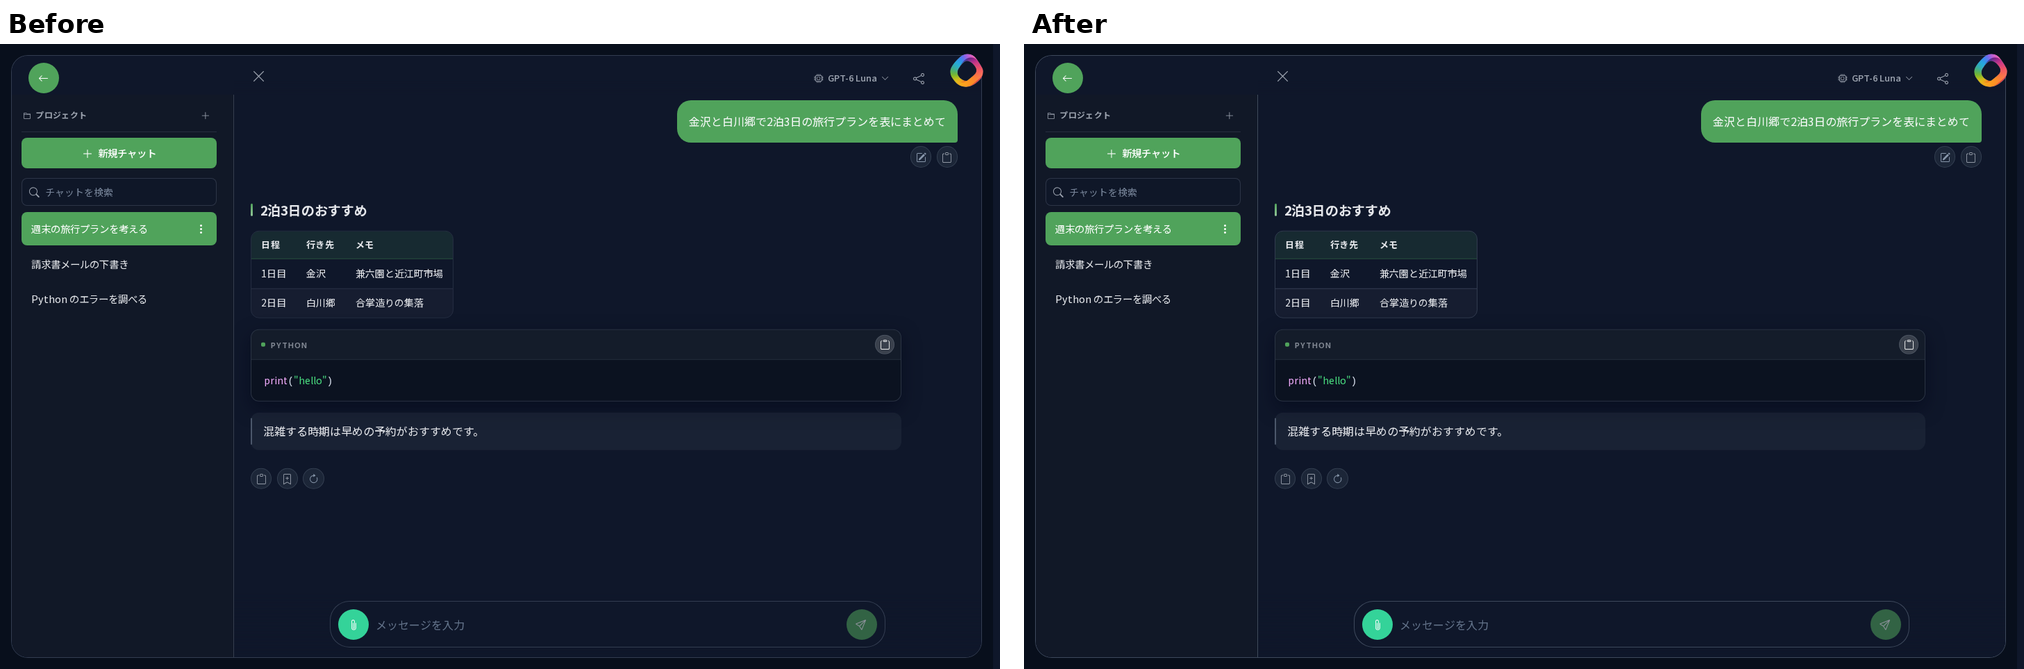 Before
GPT-6 Luna
プロジェクト
金沢と白川郷で2泊3日の旅行プランを表にまとめて
新規チャット
チャットを検索
週末の旅行プランを考える
請求書メールの下書き
Python のエラーを調べる
2泊3日のおすすめ
日程 行き先 メモ
1日目 金沢 兼六園と近江町市場
2日目 白川郷 合掌造りの集落
PYTHON
print("hello")
混雑する時期は早めの予約がおすすめです。
メッセージを入力
After
GPT-6 Luna
プロジェクト
金沢と白川郷で2泊3日の旅行プランを表にまとめて
新規チャット
チャットを検索
週末の旅行プランを考える
請求書メールの下書き
Python のエラーを調べる
2泊3日のおすすめ
日程 行き先 メモ
1日目 金沢 兼六園と近江町市場
2日目 白川郷 合掌造りの集落
PYTHON
print("hello")
混雑する時期は早めの予約がおすすめです。
メッセージを入力